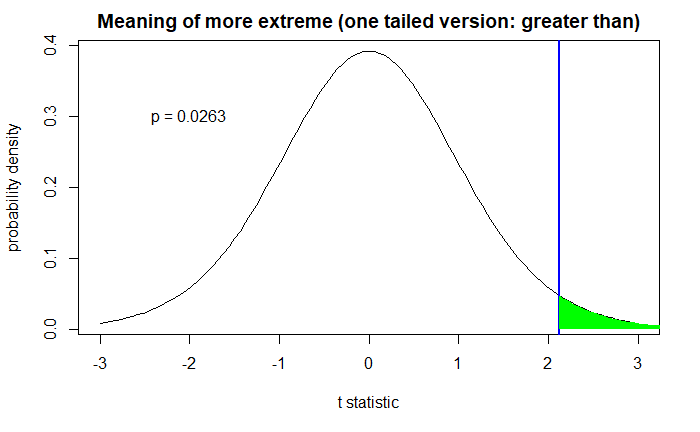 Meaning of more extreme (one tailed version: greater than)
probability density
0.4
0.3
0.2
0.1
0.0
p = 0.0263
-3 -2 -1 0 1 2 3
t statistic